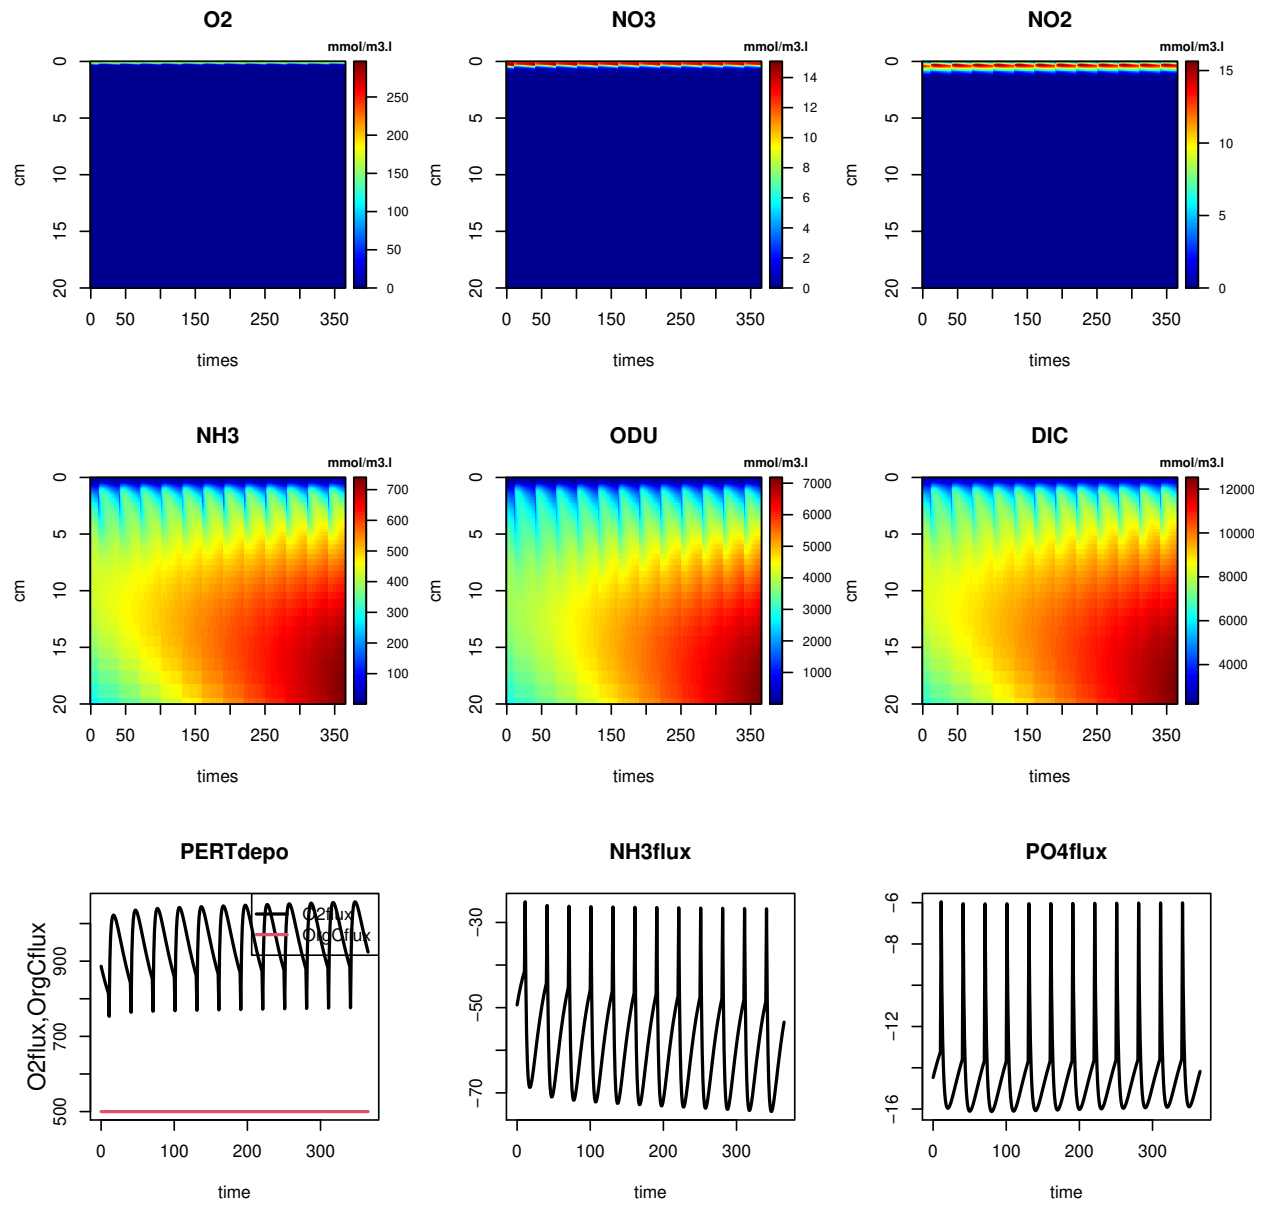 O2
NO3
NO2
mmol/m3.l
mmol/m3.l
mmol/m3.l
cm
0
5
10
15
20
0 50 150 250 350
times
250
200
150
100
50
0
cm
0
5
10
15
20
0 50 150 250 350
times
14
12
10
8
6
4
2
0
cm
0
5
10
15
20
0 50 150 250 350
times
15
10
5
0
NH3
ODU
DIC
mmol/m3.l
mmol/m3.l
mmol/m3.l
cm
0
5
10
15
20
0 50 150 250 350
times
700
600
500
400
300
200
100
cm
0
5
10
15
20
0 50 150 250 350
times
7000
6000
5000
4000
3000
2000
1000
cm
0
5
10
15
20
0 50 150 250 350
times
12000
10000
8000
6000
4000
PERTdepo
NH3flux
PO4flux
O2flux,OrgCflux
900
700
500
O2flux
OrgCflux
0 100 200 300
time
−30
−50
−70
0 100 200 300
time
−6
−8
−12
−16
0 100 200 300
time